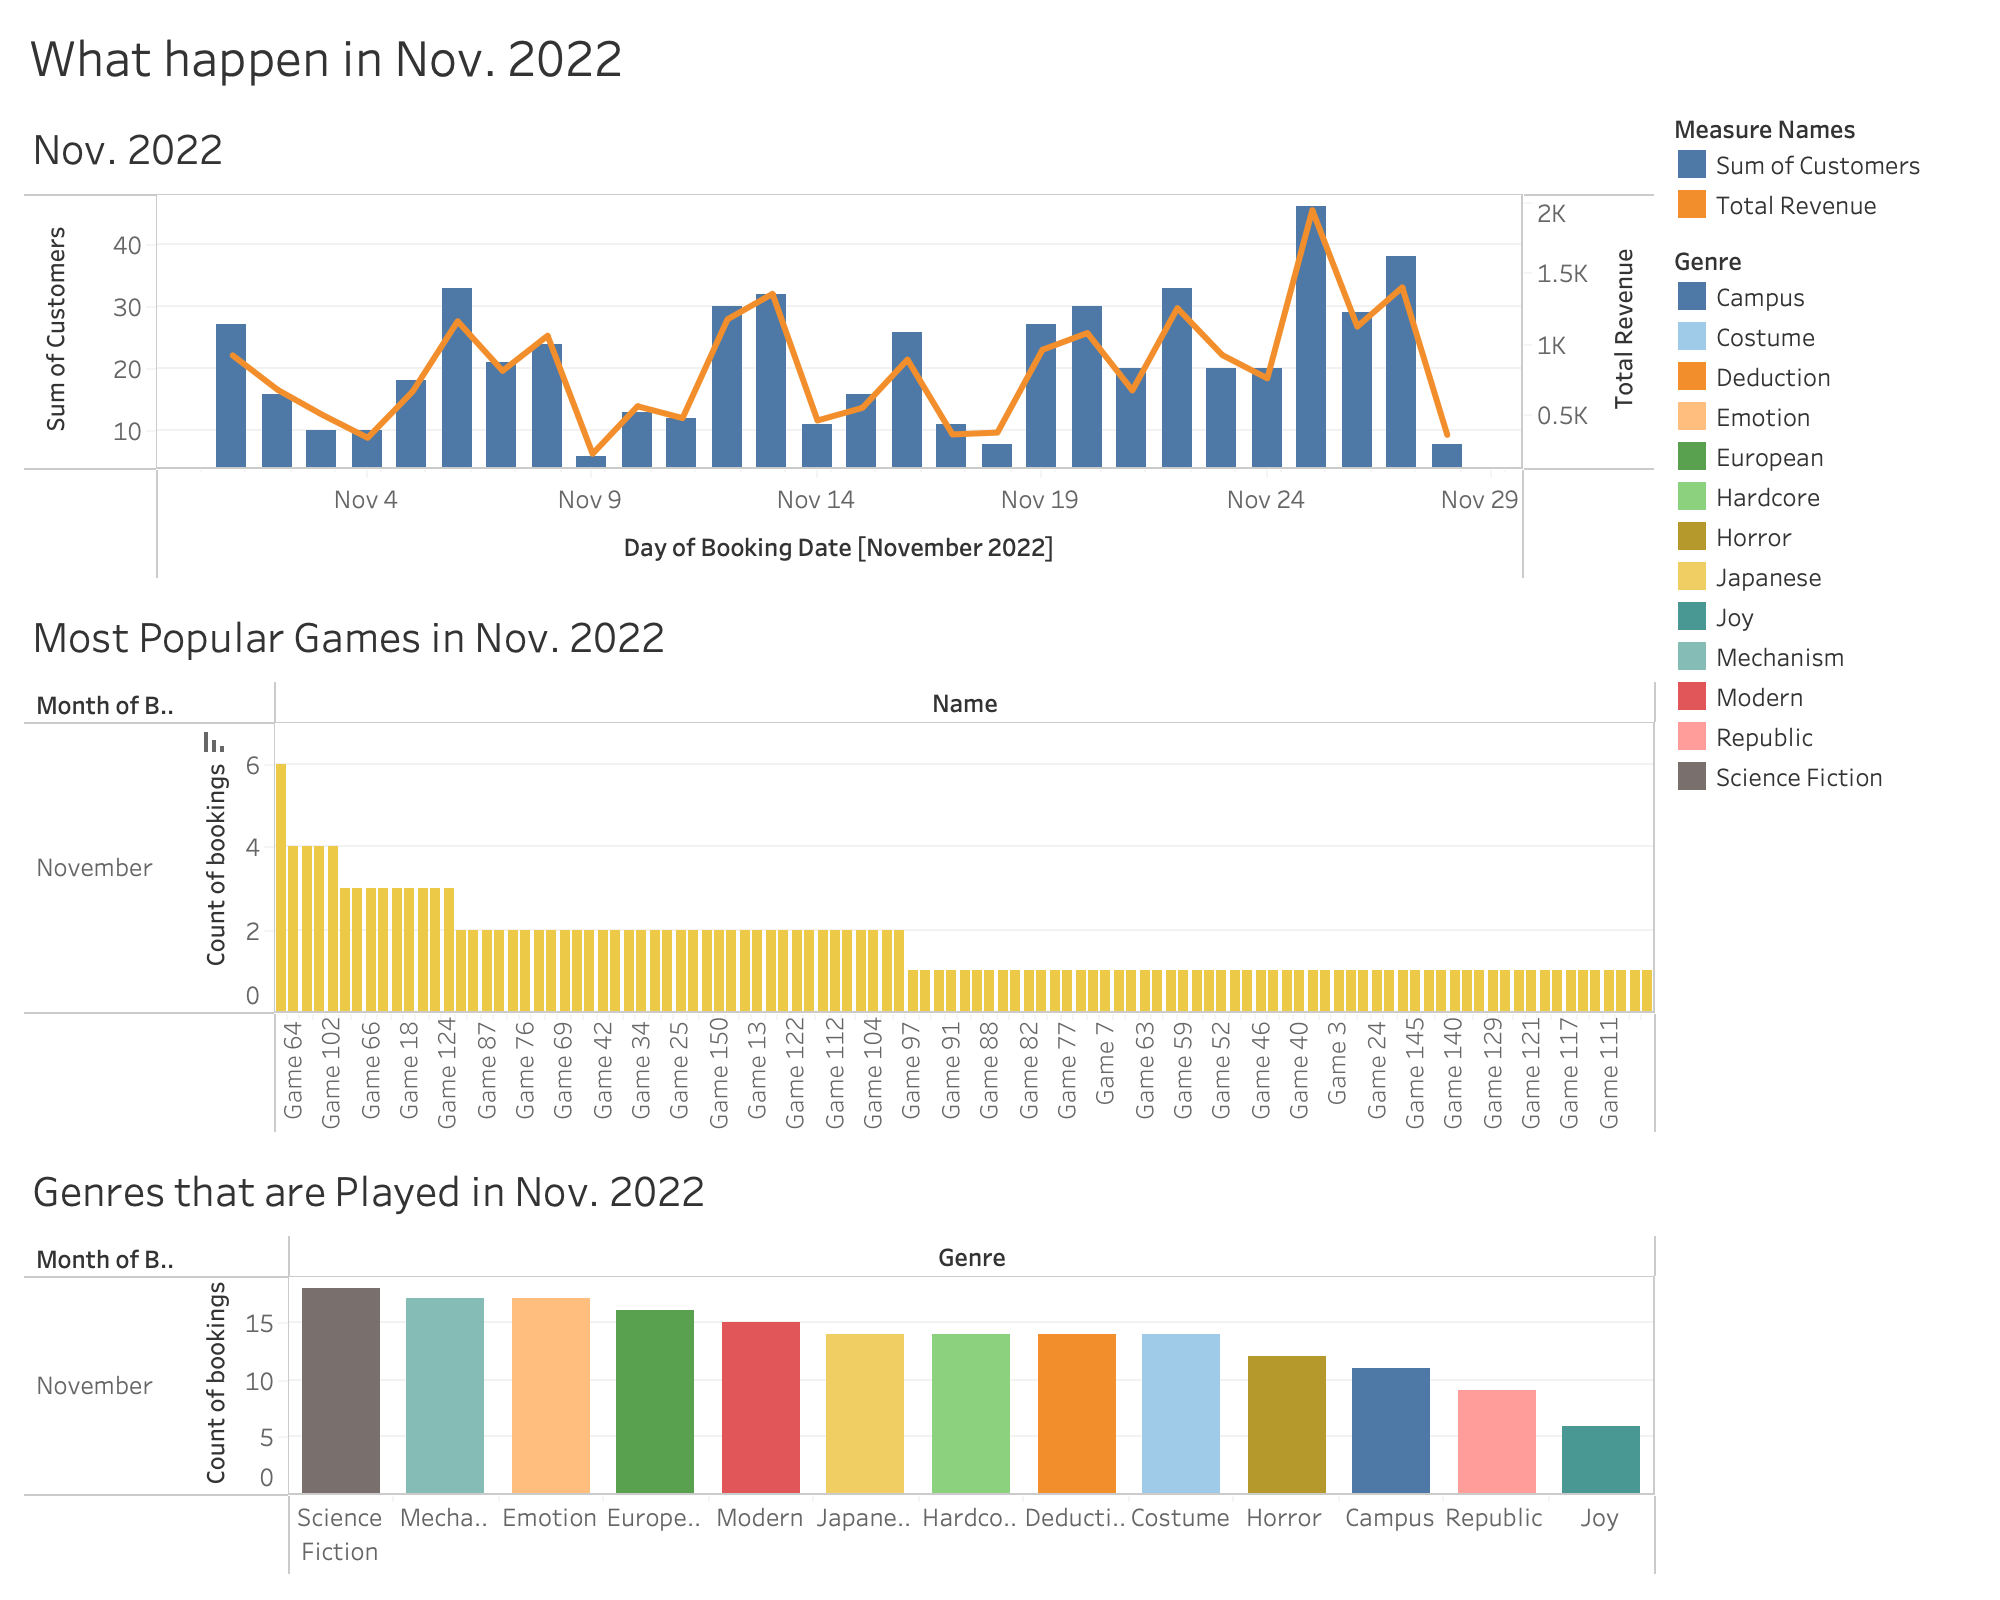 What happen in Nov. 2022
Nov. 2022
Sum of Customers
40
30
20
10
2K
1.5K
1K
0.5K
Total Revenue
Nov 4
Nov 9
Nov 14
Nov 19
Nov 24
Nov 29
Day of Booking Date [November 2022]
Measure Names
Sum of Customers
Total Revenue
Genre
Campus
Costume
Deduction
Emotion
European
Hardcore
Horror
Japanese
Joy
Mechanism
Modern
Republic
Science Fiction
Most Popular Games in Nov. 2022
Month of B..
Name
November
Count of bookings
6
4
2
0
Game 64
Game 102
Game 66
Game 18
Game 124
Game 87
Game 76
Game 69
Game 42
Game 34
Game 25
Game 150
Game 13
Game 122
Game 112
Game 104
Game 97
Game 91
Game 88
Game 82
Game 77
Game 7
Game 63
Game 59
Game 52
Game 46
Game 40
Game 3
Game 24
Game 145
Game 140
Game 129
Game 121
Game 117
Game 111
Genres that are Played in Nov. 2022
Month of B..
Genre
November
Count of bookings
15
10
5
0
Science
Fiction
Mecha..
Emotion
Europe..
Modern
Japane..
Hardco..
Deducti..
Costume
Horror
Campus
Republic
Joy